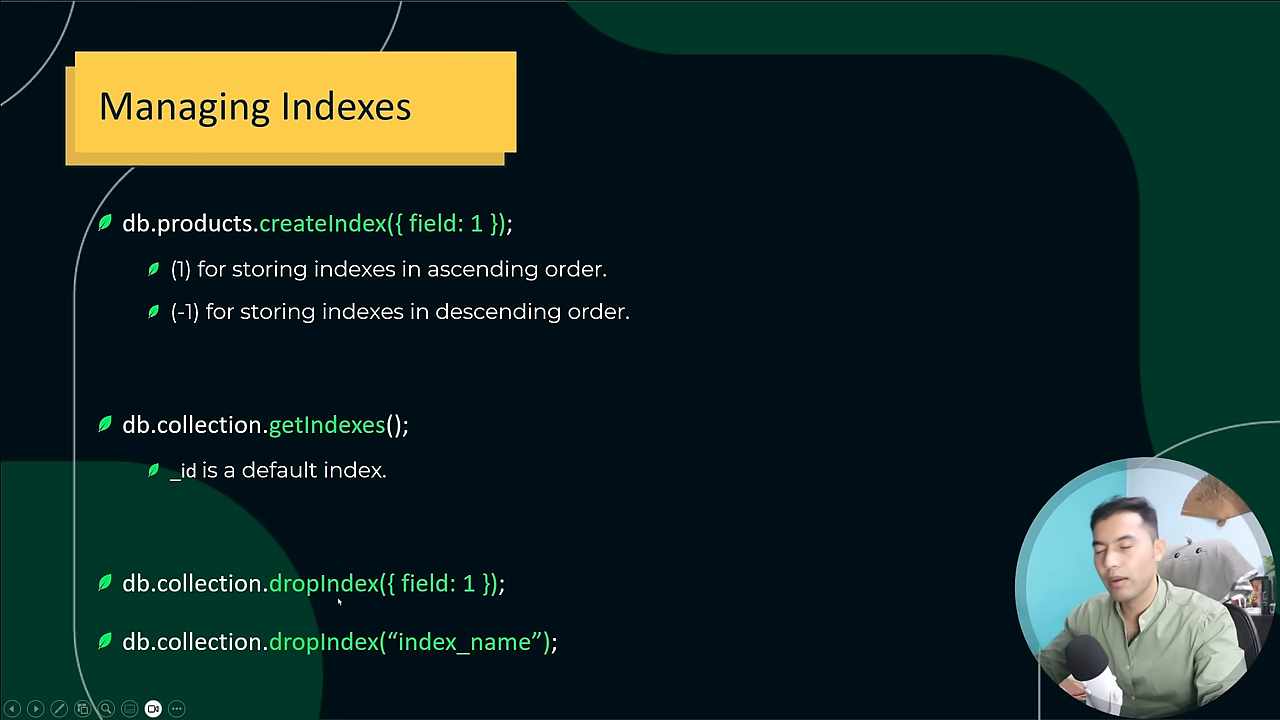 Managing Indexes
db.products.createIndex({ field: 1 });
(1) for storing indexes in ascending order.
(-1) for storing indexes in descending order.
db.collection.getIndexes();
_id is a default index.
db.collection.dropIndex({ field: 1 });
db.collection.dropIndex(“index_name”);